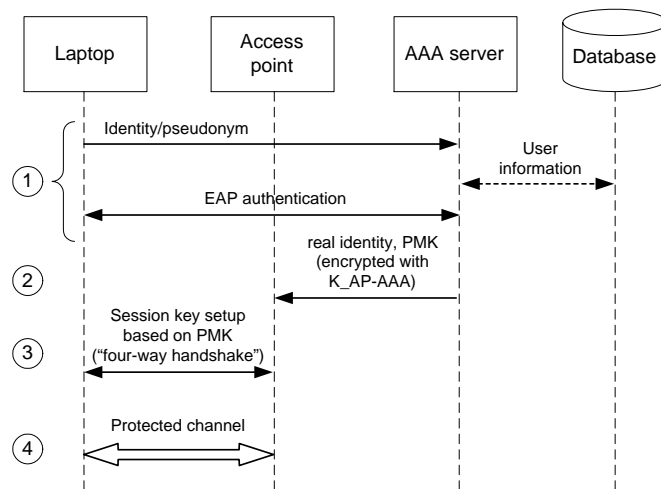 Laptop
Access
point
AAA server
Database
Identity/pseudonym
User
information
1
EAP authentication
real identity, PMK
(encrypted with
K_AP-AAA)
2
Session key setup
based on PMK
(“four-way handshake”)
3
Protected channel
4